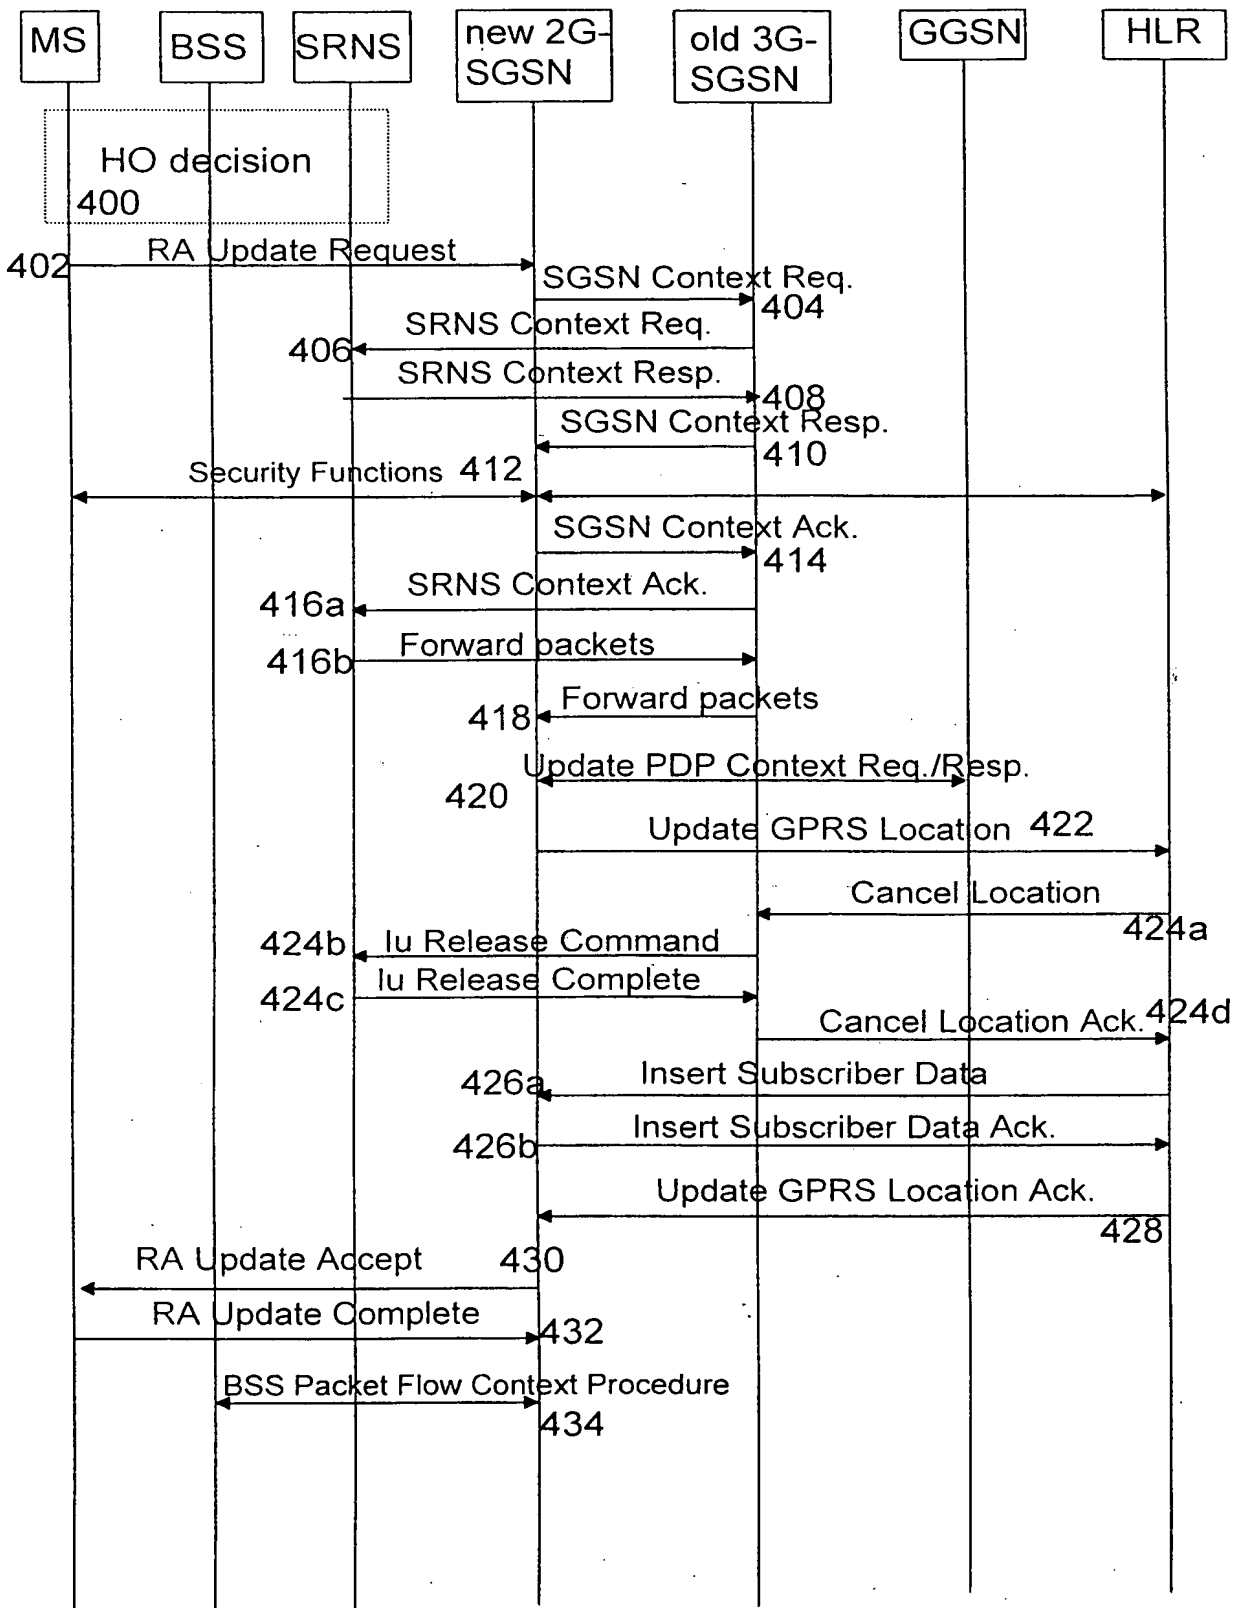 MS
BSS
SRNS
new 2G-
SGSN
old 3G-
SGSN
GGSN
HLR
HO decision
400
402
RA Update Request
SGSN Context Req.
404
SRNS Context Req.
406
SRNS Context Resp.
408
SGSN Context Resp.
410
Security Functions 412
SGSN Context Ack.
414
SRNS Context Ack.
416a
Forward packets
416b
Forward packets
418
Update PDP Context Req./Resp.
420
Update GPRS Location 422
Cancel Location
424a
424b
Iu Release Command
Iu Release Complete
424c
424d
Cancel Location Ack.
Insert Subscriber Data
426a
Insert Subscriber Data Ack.
426b
Update GPRS Location Ack.
428
RA Update Accept
430
RA Update Complete
432
BSS Packet Flow Context Procedure
434